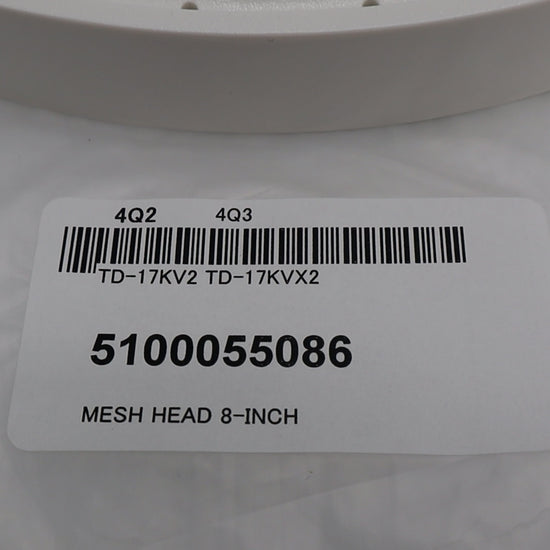 4Q2 4Q3
TD-17KV2 TD-17KVX2
5100055086
MESH HEAD 8-INCH